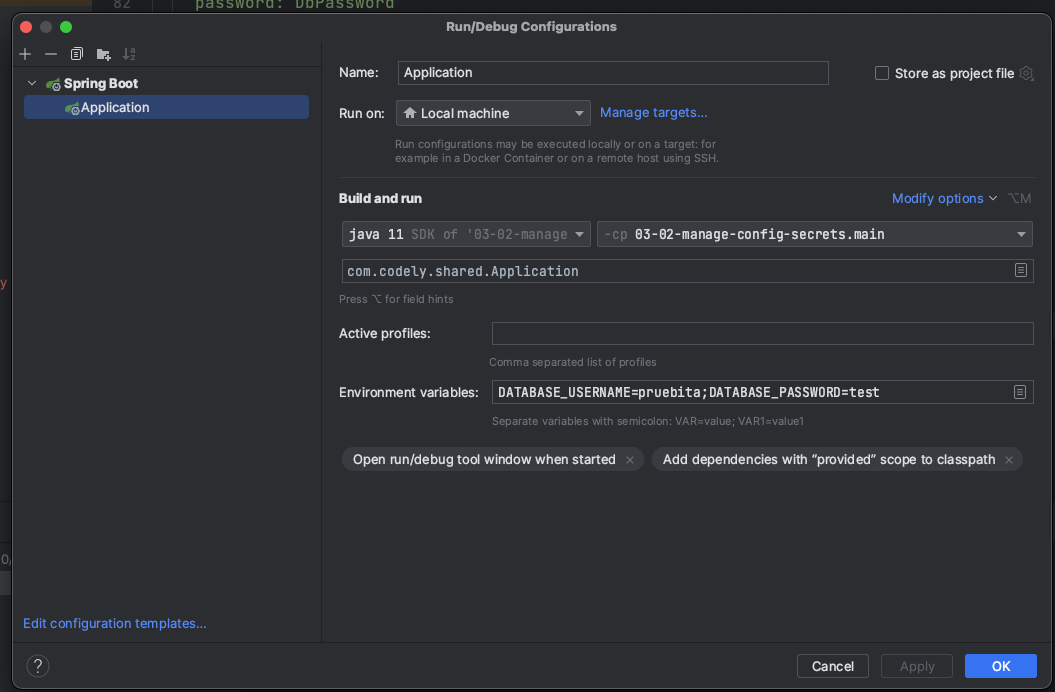 82 password: DbPassword
Run/Debug Configurations
Spring Boot
Application
Name: Application Store as project file
Run on: Local machine Manage targets...
Run configurations may be executed locally or on a target: for
example in a Docker Container or on a remote host using SSH.
Build and run Modify options ⌥M
java 11 SDK of '03-02-manage -cp 03-02-manage-config-secrets.main
com.codely.shared.Application
Press ⌥ for field hints
Active profiles:
Comma separated list of profiles
Environment variables: DATABASE_USERNAME=pruebita;DATABASE_PASSWORD=test
Separate variables with semicolon: VAR=value; VAR1=value1
Open run/debug tool window when started × Add dependencies with “provided” scope to classpath ×
y
0,
Edit configuration templates...
? Cancel Apply OK